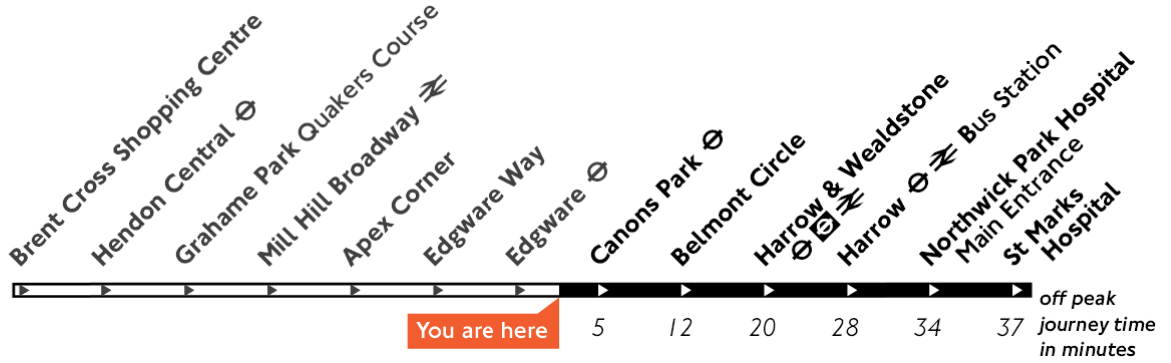 Brent Cross Shopping Centre
Hendon Central
Grahame Park Quakers Course
Mill Hill Broadway
Apex Corner
Edgware Way
Edgware
Canons Park
Belmont Circle
Harrow & Wealdstone
Harrow Bus Station
Northwick Park Hospital
Main Entrance
St Marks
Hospital
You are here
5 12 20 28 34 37
off peak
journey time
in minutes